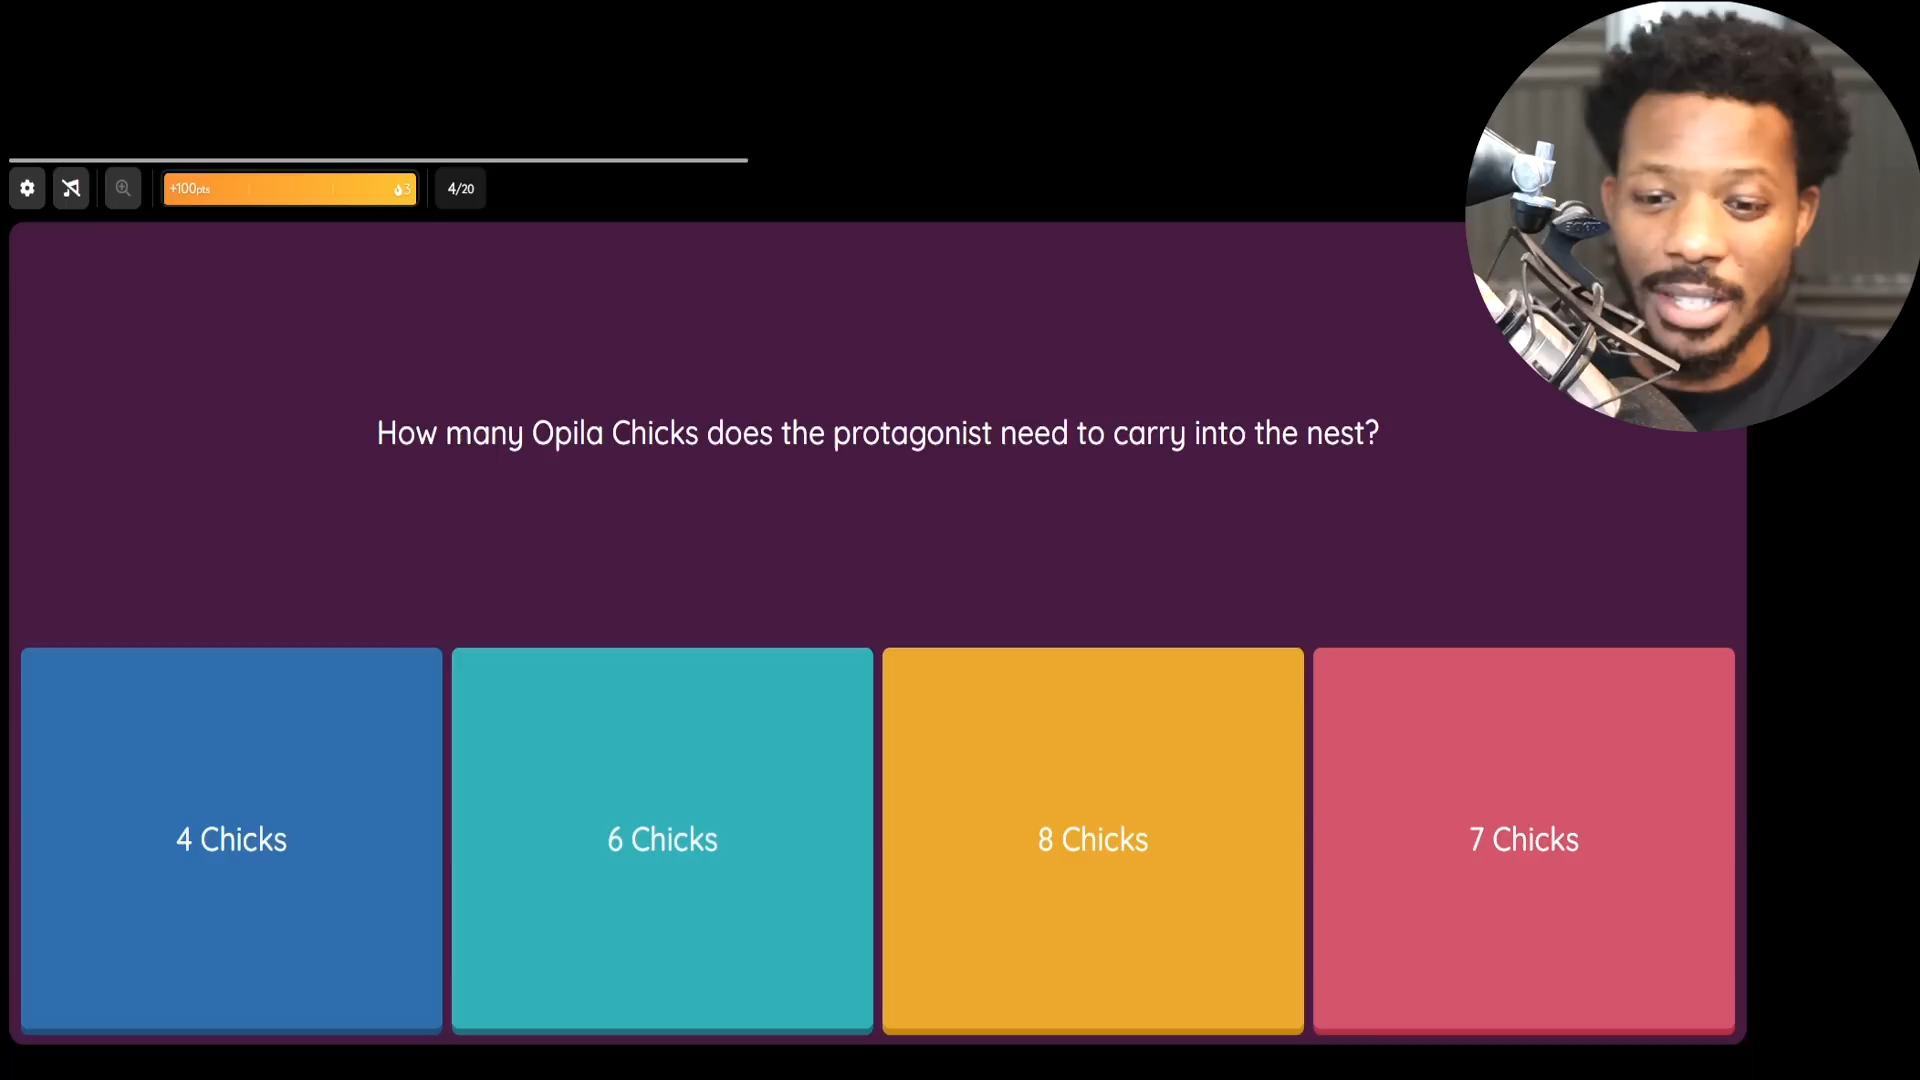 +100pts
3
4/20
How many Opila Chicks does the protagonist need to carry into the nest?
4 Chicks
6 Chicks
8 Chicks
7 Chicks